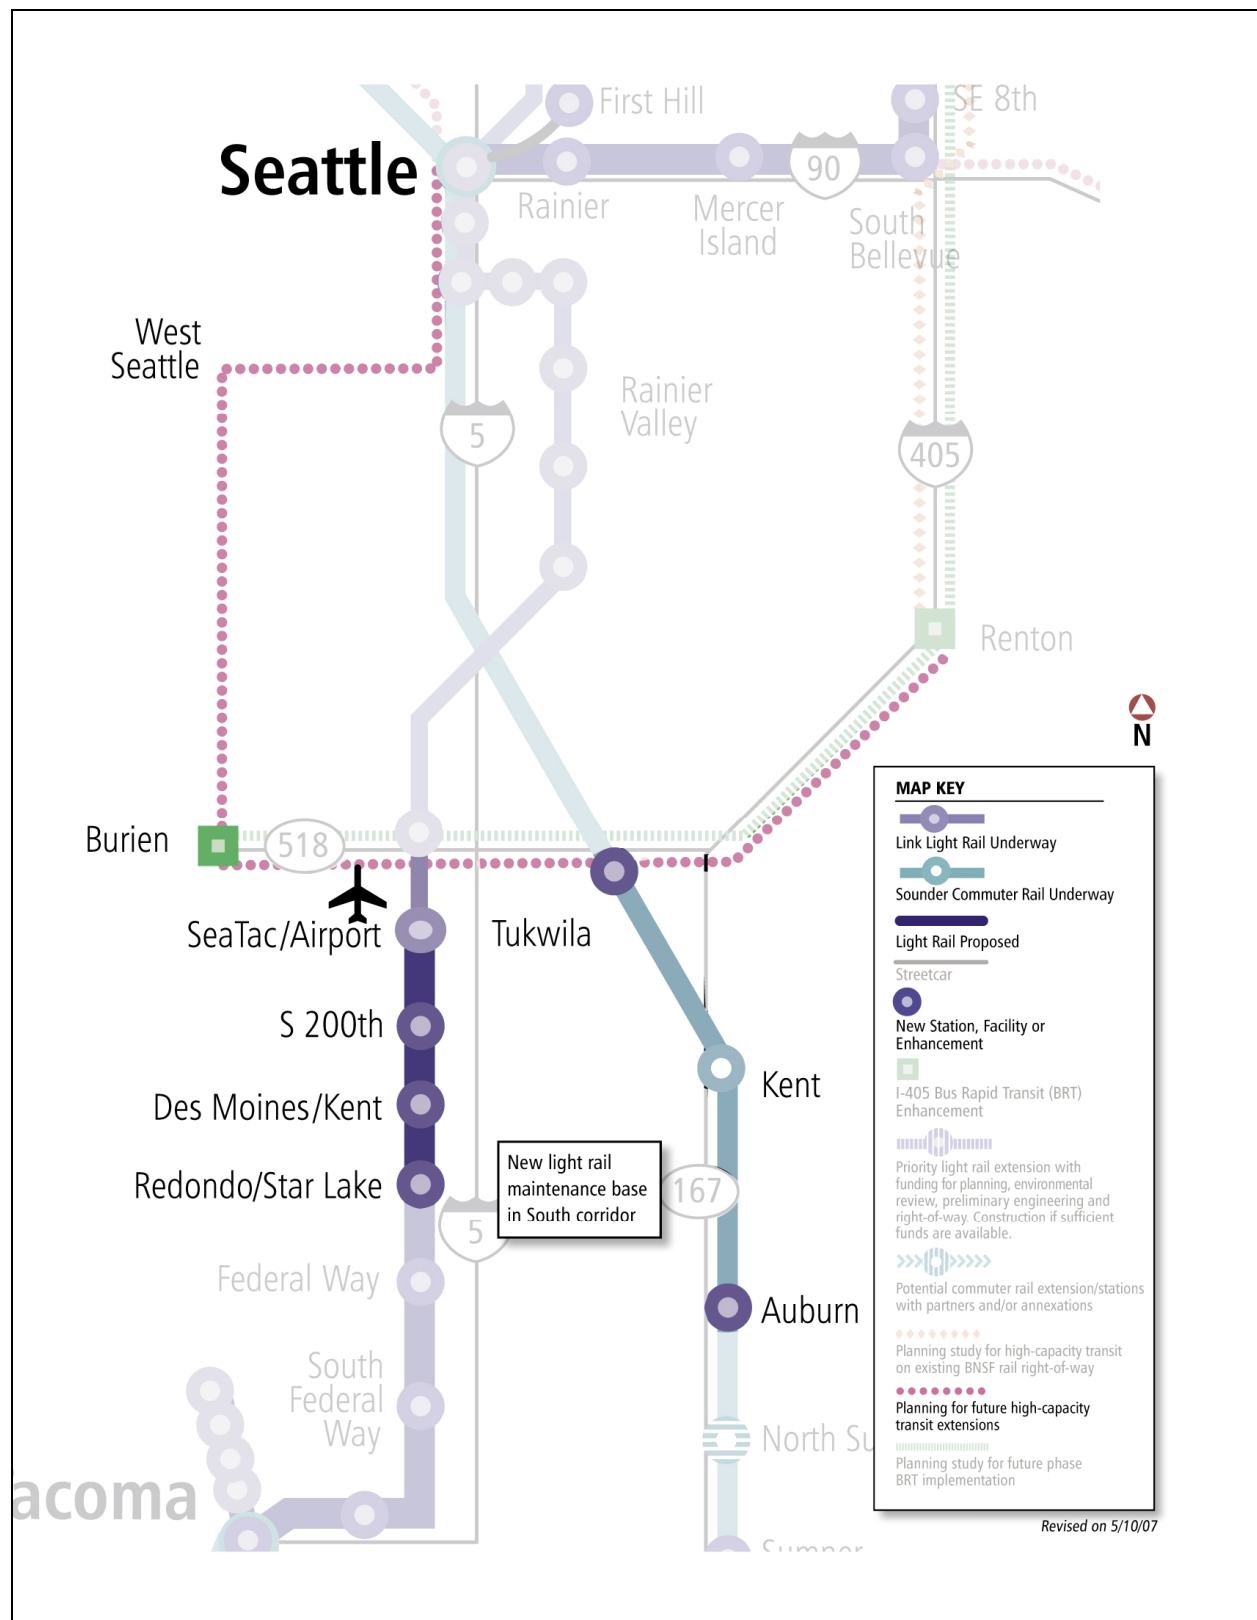 First Hill
SE 8th
Seattle
90
Rainier
Mercer
Island
South
Bellevue
West
Seattle
Rainier
Valley
5
405
Renton
N
Burien
518
SeaTac/Airport
Tukwila
S 200th
Des Moines/Kent
Kent
Redondo/Star Lake
New light rail
maintenance base
in South corridor
167
5
Federal Way
Auburn
South
Federal
Way
North Su
acoma
Sumner
MAP KEY
Link Light Rail Underway
Sounder Commuter Rail Underway
Light Rail Proposed
Streetcar
New Station, Facility or
Enhancement
I-405 Bus Rapid Transit (BRT)
Enhancement
Priority light rail extension with
funding for planning, environmental
review, preliminary engineering and
right-of-way. Construction if sufficient
funds are available.
Potential commuter rail extension/stations
with partners and/or annexations
Planning study for high-capacity transit
on existing BNSF rail right-of-way
Planning for future high-capacity
transit extensions
Planning study for future phase
BRT implementation
Revised on 5/10/07